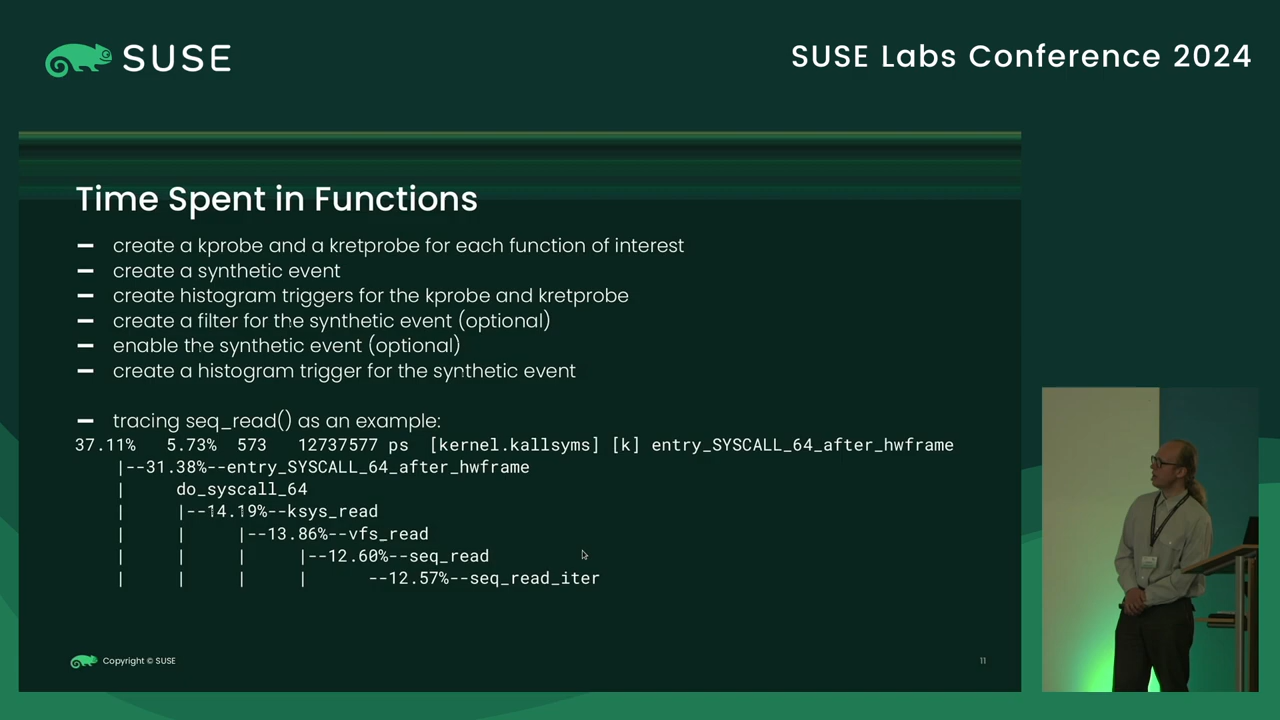 SUSE
SUSE Labs Conference 2024
Time Spent in Functions
– create a kprobe and a kretprobe for each function of interest
– create a synthetic event
– create histogram triggers for the kprobe and kretprobe
– create a filter for the synthetic event (optional)
– enable the synthetic event (optional)
– create a histogram trigger for the synthetic event
– tracing seq_read() as an example:
37.11%   5.73%  573   12737577 ps  [kernel.kallsyms] [k] entry_SYSCALL_64_after_hwframe
|--31.38%--entry_SYSCALL_64_after_hwframe
|     do_syscall_64
|     |--14.19%--ksys_read
|     |     |--13.86%--vfs_read
|     |     |     |--12.60%--seq_read
|     |     |     |      --12.57%--seq_read_iter
Copyright © SUSE
11